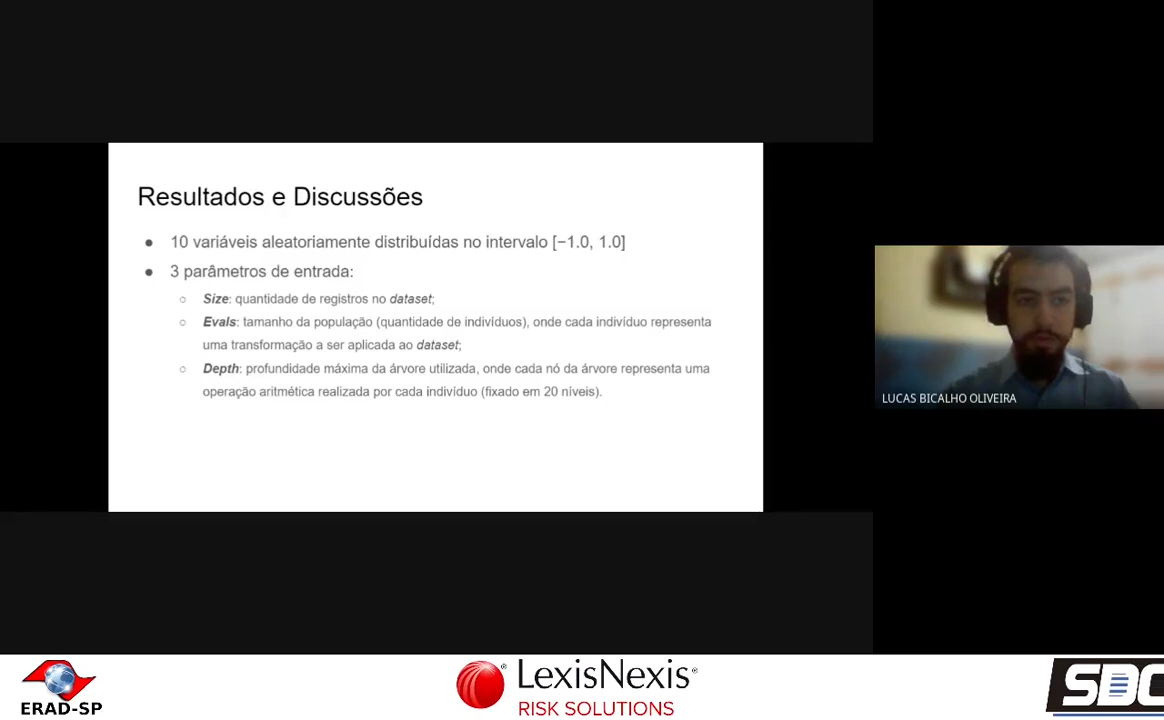 Resultados e Discussões
● 10 variáveis aleatoriamente distribuídas no intervalo [−1.0, 1.0]
● 3 parâmetros de entrada:
○ Size: quantidade de registros no dataset;
○ Evals: tamanho da população (quantidade de indivíduos), onde cada indivíduo representa
uma transformação a ser aplicada ao dataset;
○ Depth: profundidade máxima da árvore utilizada, onde cada nó da árvore representa uma
operação aritmética realizada por cada indivíduo (fixado em 20 níveis).
LUCAS BICALHO OLIVEIRA
ERAD-SP
LexisNexis®
RISK SOLUTIONS
SBC